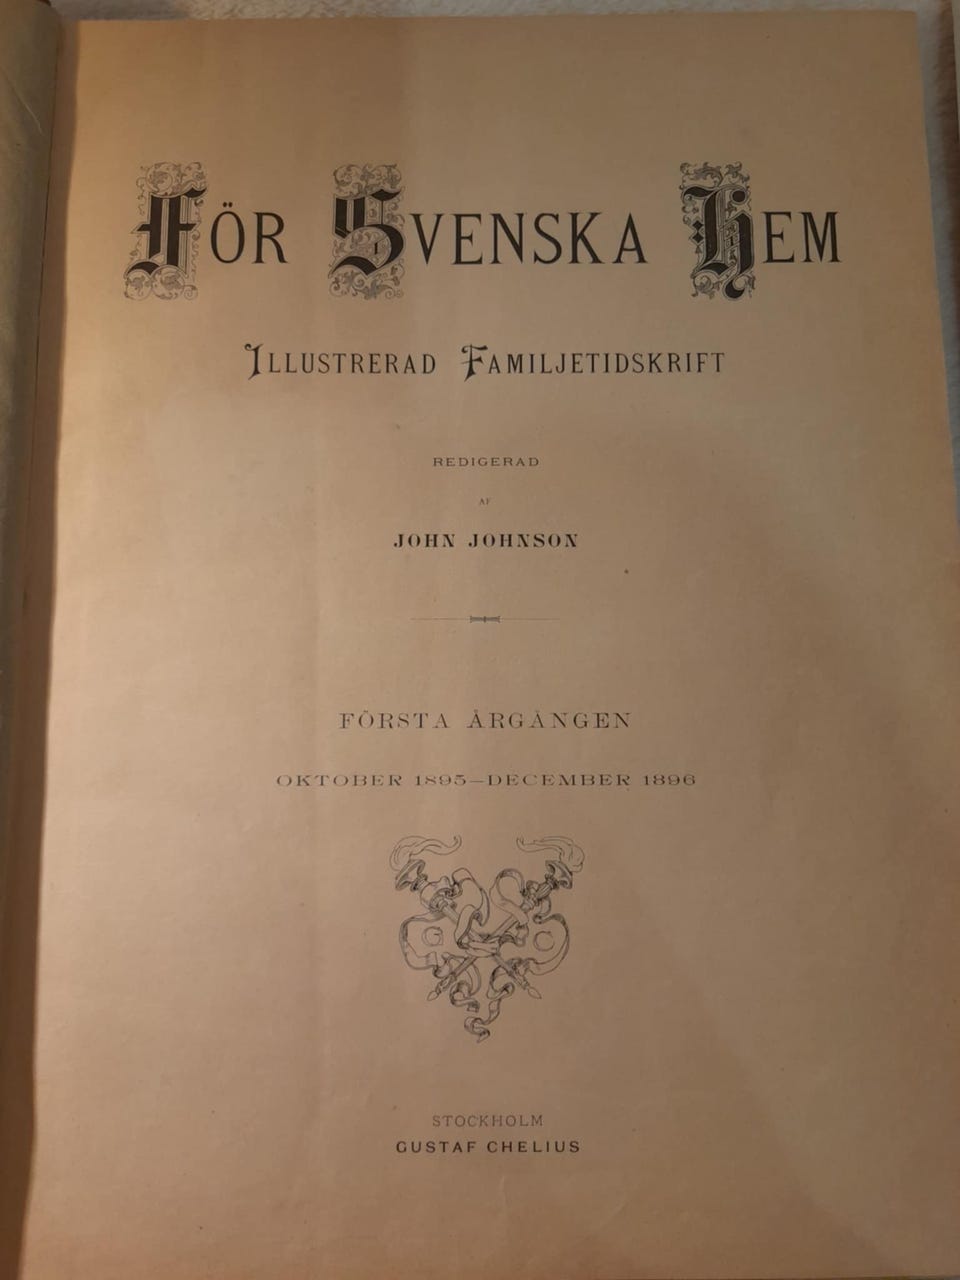 FÖR SVENSKA HEM
ILLUSTRERAD FAMILJETIDSKRIFT
REDIGERAD
AF
JOHN JOHNSON
FÖRSTA ÅRGÅNGEN
OKTOBER 1895–DECEMBER 1896
G C
STOCKHOLM
GUSTAF CHELIUS